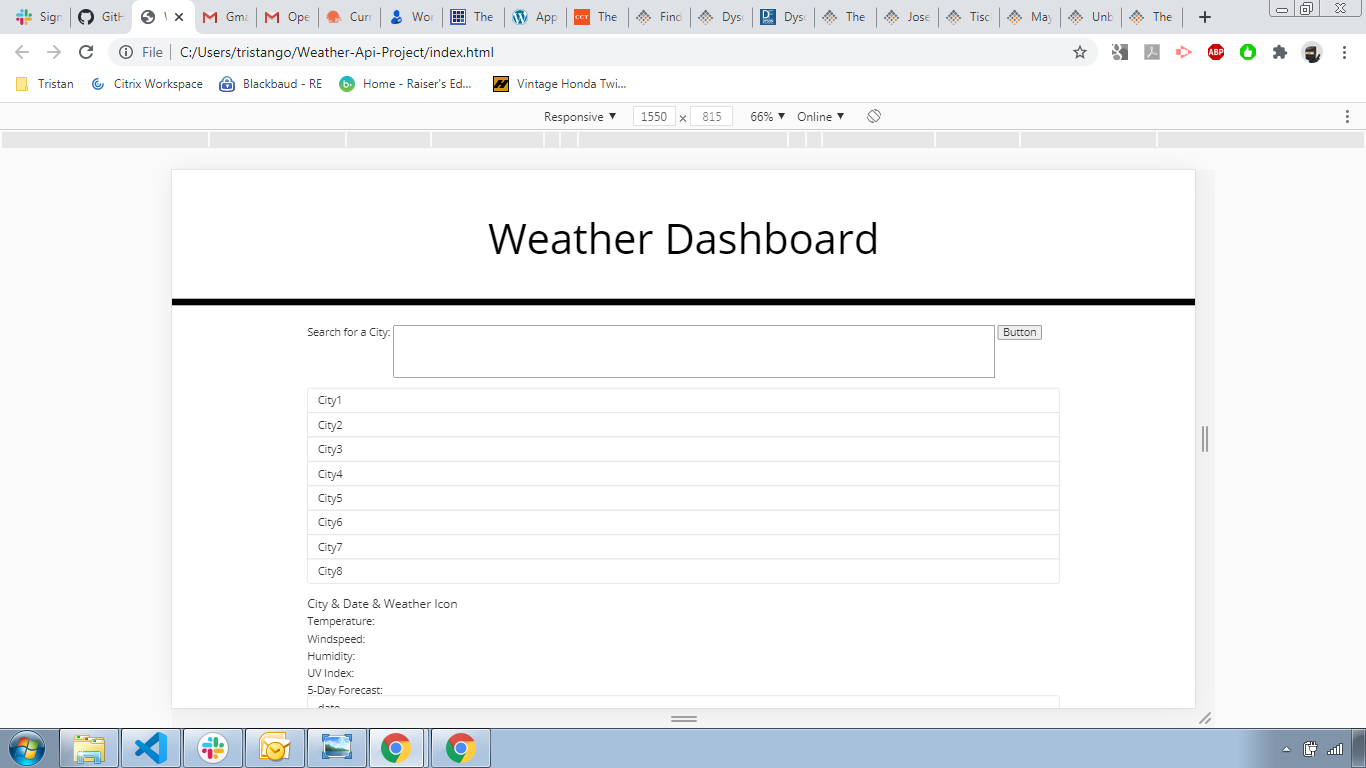 Sign
GitH
W
Gma
Ope
Curr
Wor
The
App
The
Find
Dyso
Dyso
The
Jose
Tisc
May
Unb
The
File C:/Users/tristango/Weather-Api-Project/index.html
Tristan
Citrix Workspace
Blackbaud - RE
Home - Raiser's Ed...
Vintage Honda Twi...
Responsive ▼ 1550 × 815 66% ▼ Online ▼
Weather Dashboard
Search for a City: Button
City1
City2
City3
City4
City5
City6
City7
City8
City & Date & Weather Icon
Temperature:
Windspeed:
Humidity:
UV Index:
5-Day Forecast:
date